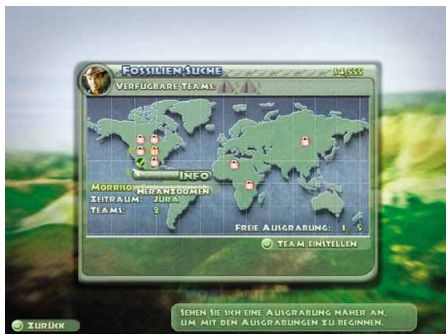 FOSSILIEN-SUCHE
14,555
VERFÜGBARE TEAMS:
INFO
HERANZOOMEN
MORRISO
ZEITRAUM: JURA
TEAMS: 2
FREIE AUSGRABUNG: 1 5
TEAM EINSTELLEN
SEHEN SIE SICH EINE AUSGRABUNG NÄHER AN,
UM MIT DEN AUSGRABUNGEN ZU BEGINNEN.
ZURÜCK